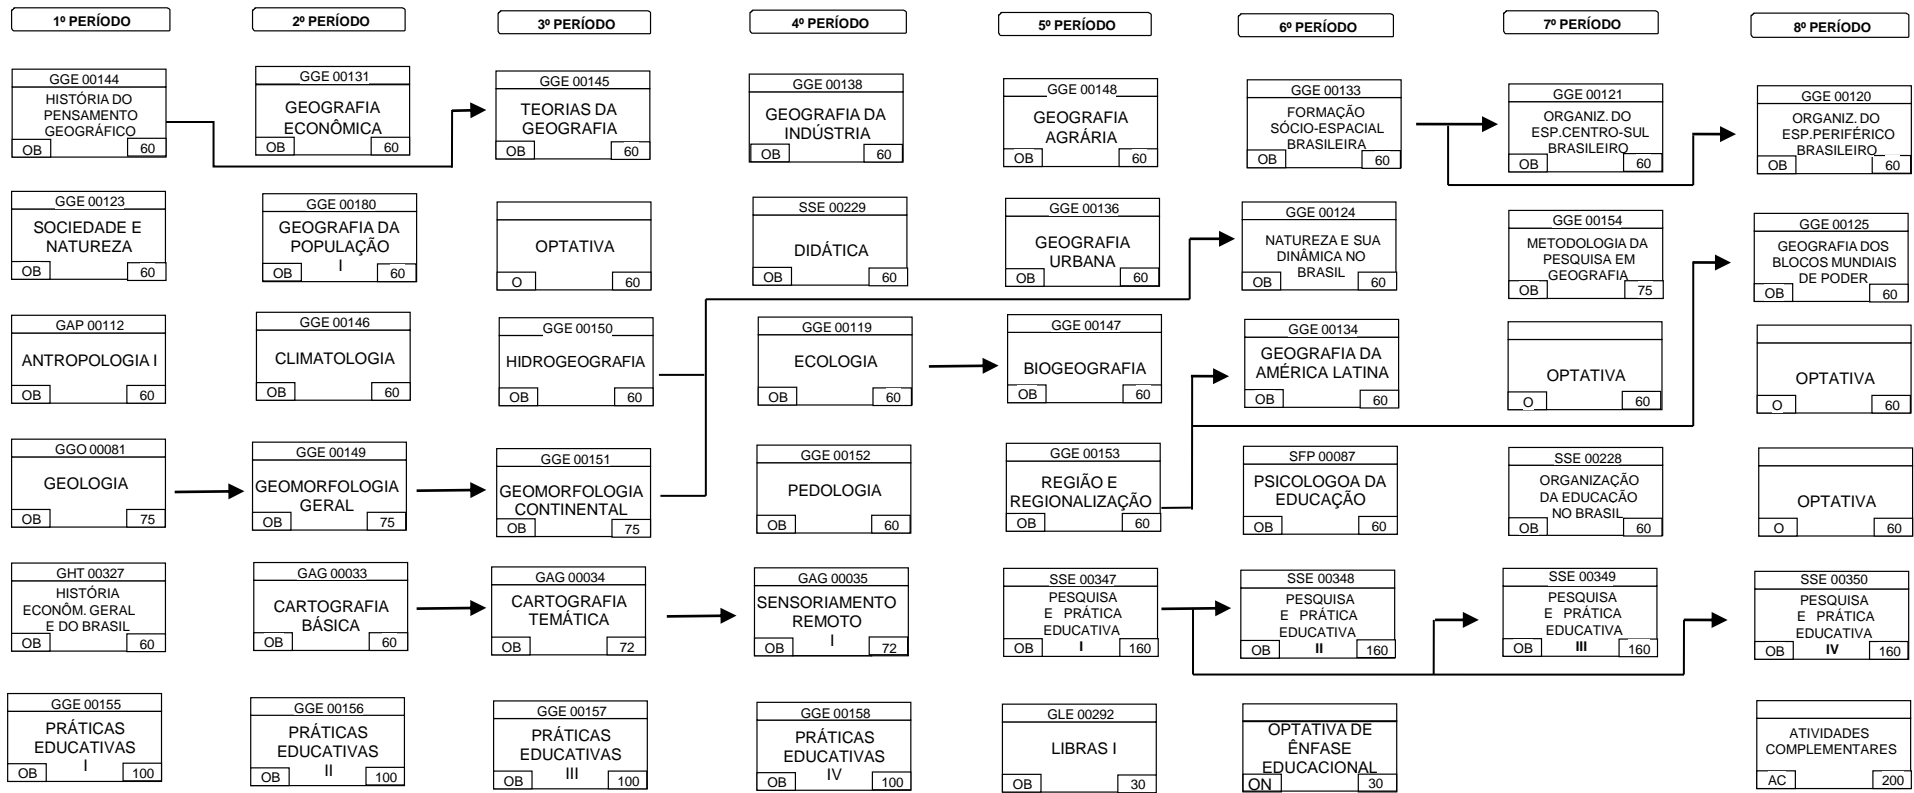 1º PERÍODO
2º PERÍODO
3º PERÍODO
4º PERÍODO
5º PERÍODO
6º PERÍODO
7º PERÍODO
8º PERÍODO
GGE 00144
HISTÓRIA DO
PENSAMENTO
GEOGRÁFICO
OB 60
GGE 00131
GEOGRAFIA
ECONÔMICA
OB 60
GGE 00145
TEORIAS DA
GEOGRAFIA
OB 60
GGE 00138
GEOGRAFIA DA
INDÚSTRIA
OB 60
GGE 00148
GEOGRAFIA
AGRÁRIA
OB 60
GGE 00133
FORMAÇÃO
SÓCIO-ESPACIAL
BRASILEIRA
OB 60
GGE 00121
ORGANIZ. DO
ESP.CENTRO-SUL
BRASILEIRO
OB 60
GGE 00120
ORGANIZ. DO
ESP.PERIFÉRICO
BRASILEIRO
OB 60
GGE 00123
SOCIEDADE E
NATUREZA
OB 60
GGE 00180
GEOGRAFIA DA
POPULAÇÃO
I
OB 60
OPTATIVA
O 60
SSE 00229
DIDÁTICA
OB 60
GGE 00136
GEOGRAFIA
URBANA
OB 60
GGE 00124
NATUREZA E SUA
DINÂMICA NO
BRASIL
OB 60
GGE 00154
METODOLOGIA DA
PESQUISA EM
GEOGRAFIA
OB 75
GGE 00125
GEOGRAFIA DOS
BLOCOS MUNDIAIS
DE PODER
OB 60
GAP 00112
ANTROPOLOGIA I
OB 60
GGE 00146
CLIMATOLOGIA
OB 60
GGE 00150
HIDROGEOGRAFIA
OB 60
GGE 00119
ECOLOGIA
OB 60
GGE 00147
BIOGEOGRAFIA
OB 60
GGE 00134
GEOGRAFIA DA
AMÉRICA LATINA
OB 60
OPTATIVA
O 60
OPTATIVA
O 60
GGO 00081
GEOLOGIA
OB 75
GGE 00149
GEOMORFOLOGIA
GERAL
OB 75
GGE 00151
GEOMORFOLOGIA
CONTINENTAL
OB 75
GGE 00152
PEDOLOGIA
OB 60
GGE 00153
REGIÃO E
REGIONALIZAÇÃO
OB 60
SFP 00087
PSICOLOGOA DA
EDUCAÇÃO
OB 60
SSE 00228
ORGANIZAÇÃO
DA EDUCAÇÃO
NO BRASIL
OB 60
OPTATIVA
O 60
GHT 00327
HISTÓRIA
ECONÔM. GERAL
E DO BRASIL
OB 60
GAG 00033
CARTOGRAFIA
BÁSICA
OB 60
GAG 00034
CARTOGRAFIA
TEMÁTICA
OB 72
GAG 00035
SENSORIAMENTO
REMOTO
I
OB 72
SSE 00347
PESQUISA
E PRÁTICA
EDUCATIVA
I
OB 160
SSE 00348
PESQUISA
E PRÁTICA
EDUCATIVA
II
OB 160
SSE 00349
PESQUISA
E PRÁTICA
EDUCATIVA
III
OB 160
SSE 00350
PESQUISA
E PRÁTICA
EDUCATIVA
IV
OB 160
GGE 00155
PRÁTICAS
EDUCATIVAS
I
OB 100
GGE 00156
PRÁTICAS
EDUCATIVAS
II
OB 100
GGE 00157
PRÁTICAS
EDUCATIVAS
III
OB 100
GGE 00158
PRÁTICAS
EDUCATIVAS
IV
OB 100
GLE 00292
LIBRAS I
OB 30
OPTATIVA DE
ÊNFASE
EDUCACIONAL
ON 30
ATIVIDADES
COMPLEMENTARES
AC 200